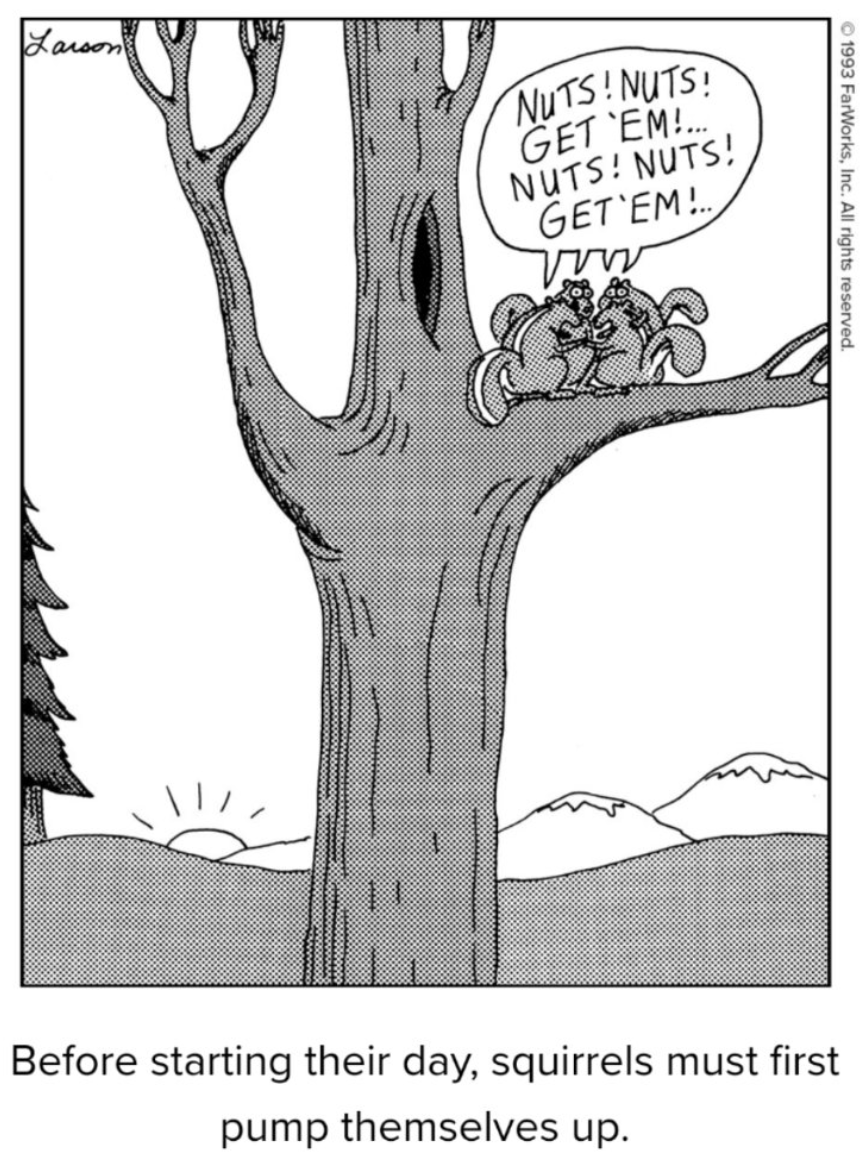 Larson
NUTS! NUTS!
GET 'EM!...
NUTS! NUTS!
GET 'EM!...
© 1993 FarWorks, Inc. All rights reserved.
Before starting their day, squirrels must first
pump themselves up.